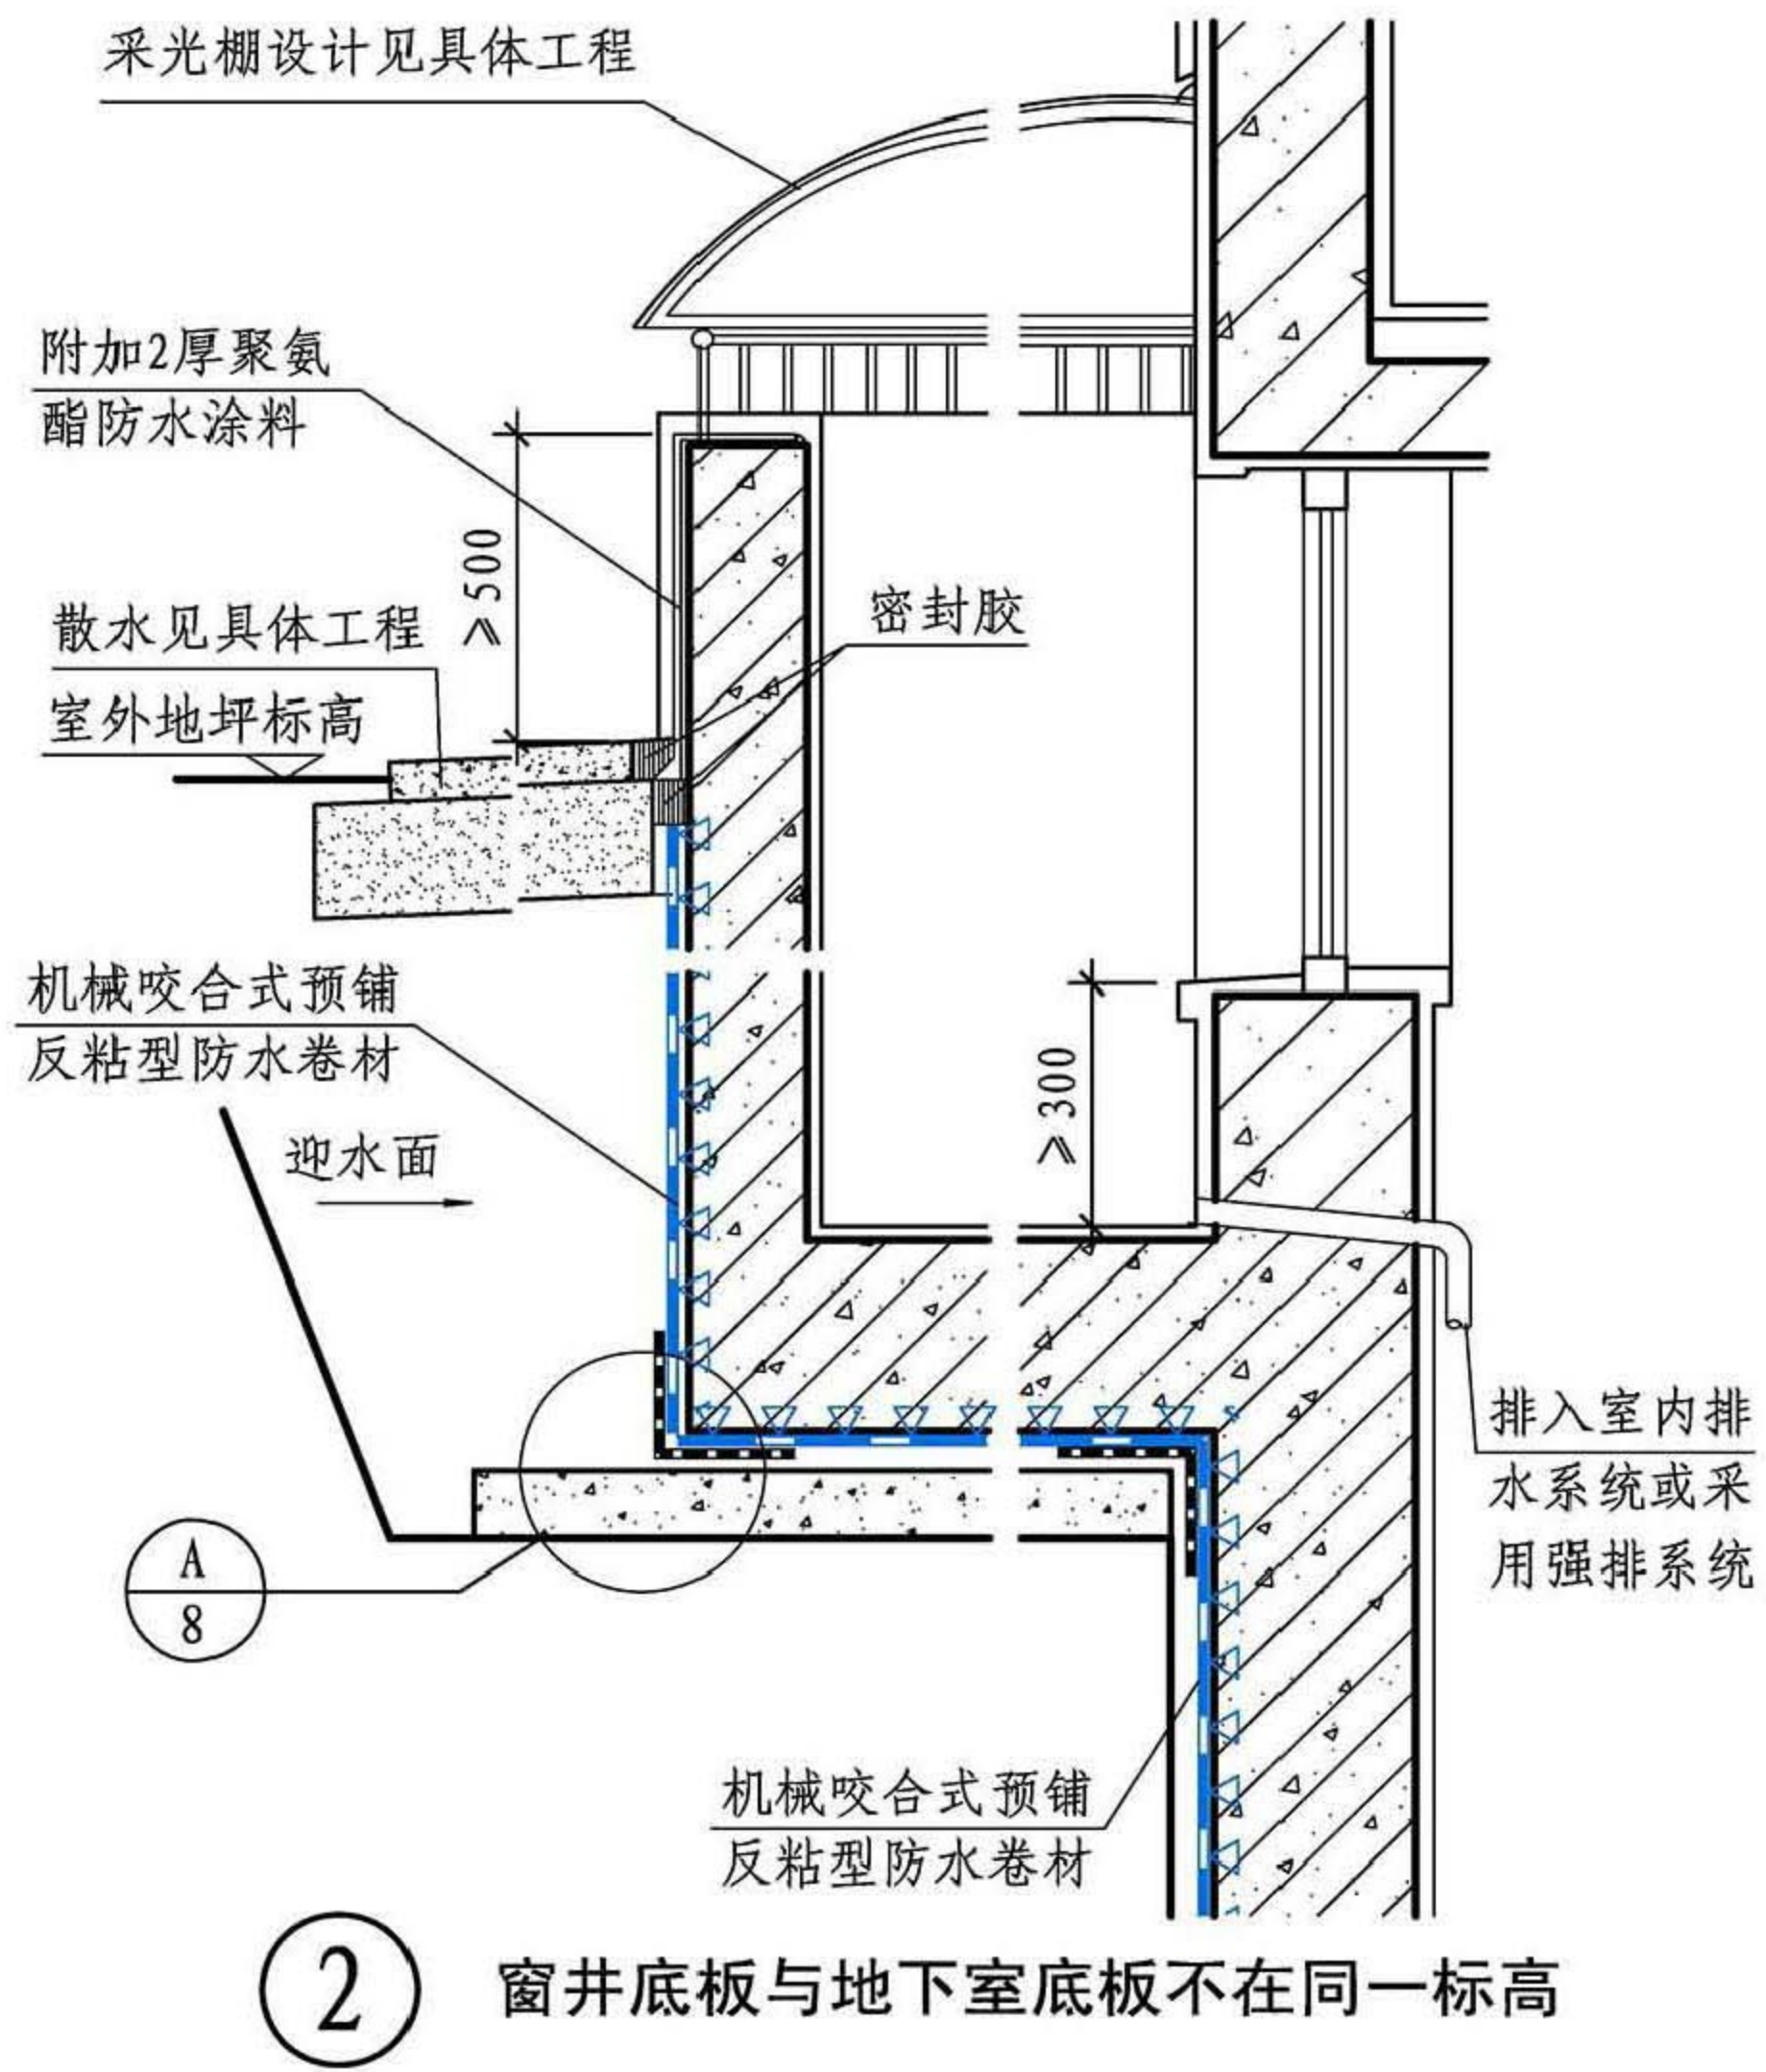 采光棚设计见具体工程
附加2厚聚氨
酯防水涂料
≥500
密封胶
散水见具体工程
室外地坪标高
机械咬合式预铺
反粘型防水卷材
迎水面
≥300
排入室内排
水系统或采
用强排系统
A
8
机械咬合式预铺
反粘型防水卷材
2 窗井底板与地下室底板不在同一标高